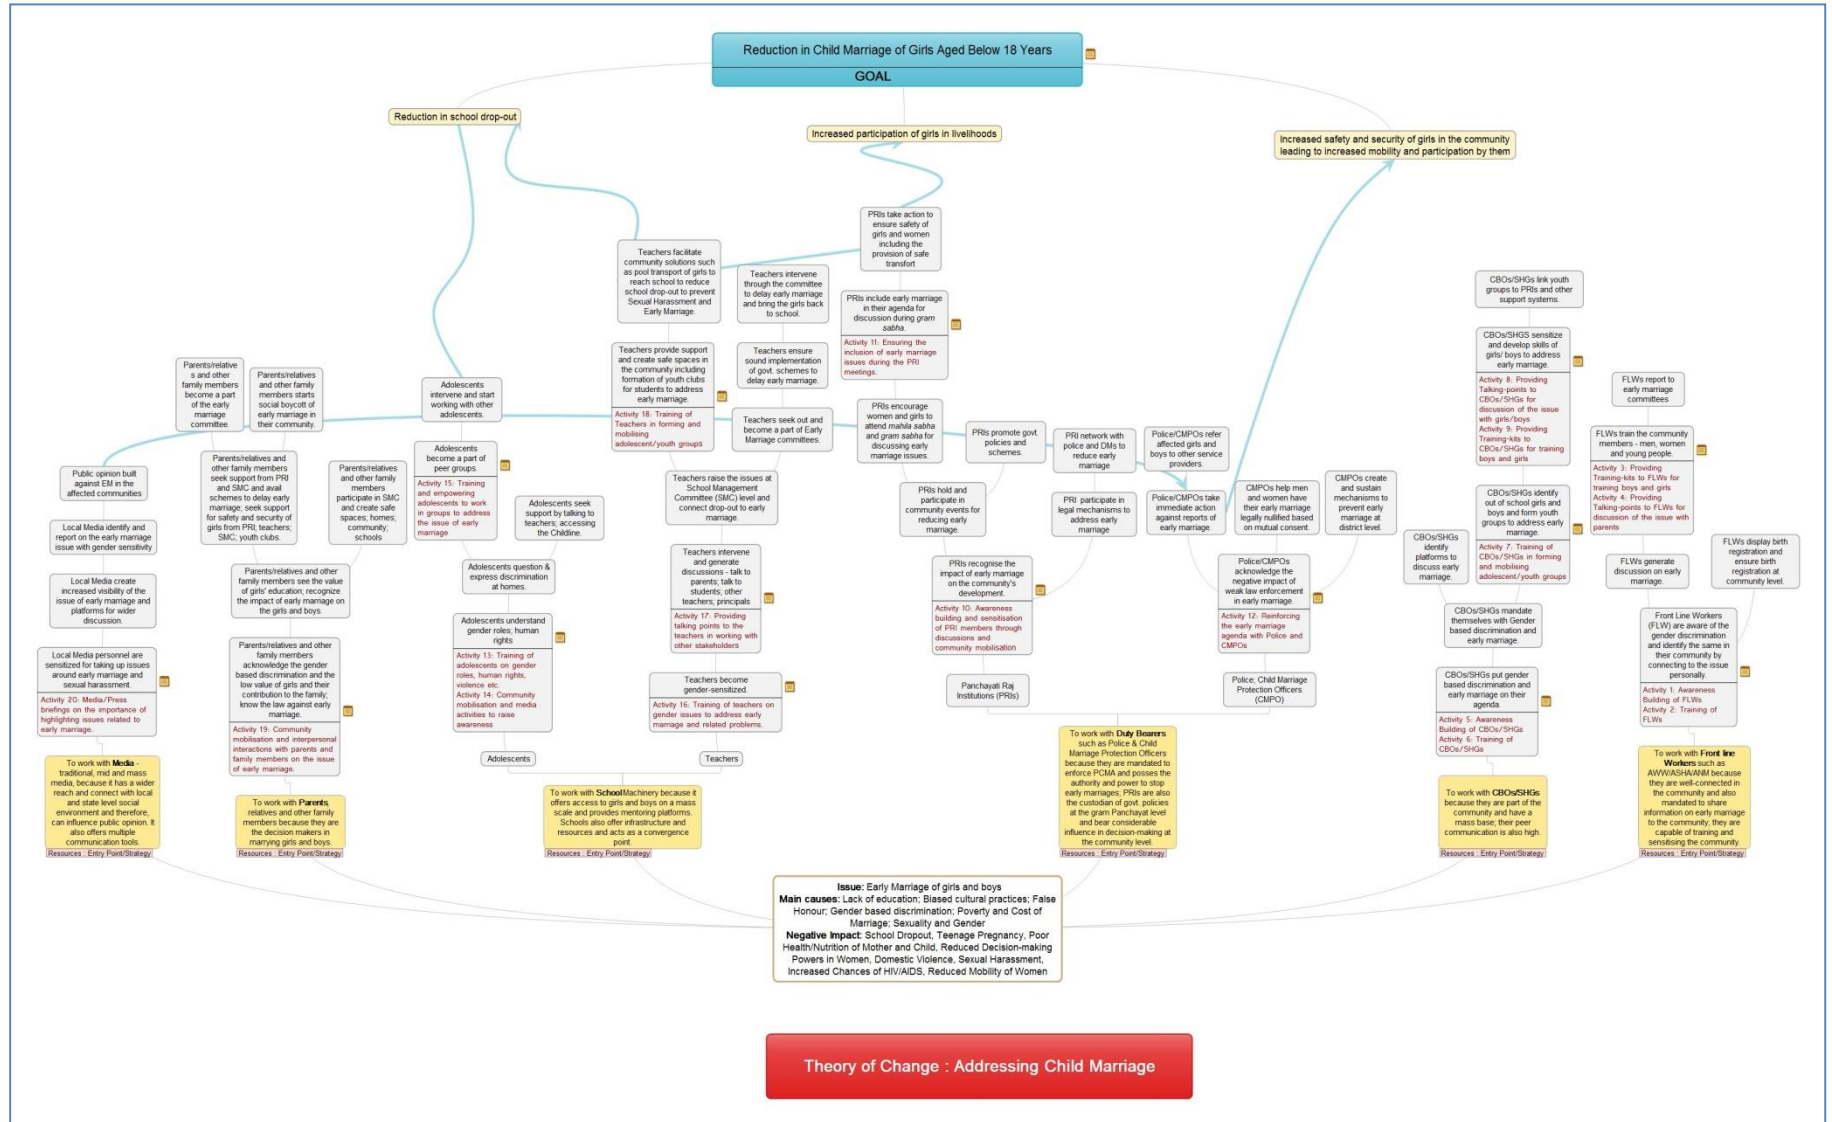 Reduction in Child Marriage of Girls Aged Below 18 Years
GOAL
Reduction in school drop-out
Increased participation of girls in livelihoods
Increased safety and security of girls in the community
leading to increased mobility and participation by them
Parents/relative
s and other
family members
become a part
of the early
marriage
committee.
Parents/relatives
and other family
members starts
social boycott of
early marriage in
their community.
Public opinion built
against EM in the
affected communities
Local Media identify and
report on the early marriage
issue with gender sensitivity
Local Media create
increased visibility of the
issue of early marriage and
platforms for wider
discussion.
Local Media personnel are
sensitized for taking up issues
around early marriage and
sexual harassment.
Activity 20: Media/Press
briefings on the importance of
highlighting issues related to
early marriage.
To work with Media -
traditional, mid and mass
media, because it has a wider
reach and connect with local
and state level social
environment and therefore,
can influence public opinion. It
also offers multiple
communication tools.
Resources : Entry Point/Strategy
Parents/relatives and
other family members
seek support from PRI
and SMC and avail
schemes to delay early
marriage; seek support
for safety and security of
girls from PRI; teachers;
SMC; youth clubs.
Parents/relatives
and other family
members
participate in SMC
and create safe
spaces; homes;
community;
schools
Parents/relatives and other
family members see the value
of girls' education; recognize
the impact of early marriage on
the girls and boys.
Parents/relatives and other
family members
acknowledge the gender
based discrimination and the
low value of girls and their
contribution to the family;
know the law against early
marriage.
Activity 19: Community
mobilisation and interpersonal
interactions with parents and
family members on the issue
of early marriage.
To work with Parents,
relatives and other family
members because they are
the decision makers in
marrying girls and boys.
Resources : Entry Point/Strategy
Adolescents
intervene and start
working with other
adolescents.
Adolescents
become a part of
peer groups.
Activity 15: Training
and empowering
adolescents to work
in groups to address
the issue of early
marriage
Adolescents seek
support by talking to
teachers; accessing
the Childline.
Adolescents question &
express discrimination
at homes.
Adolescents understand
gender roles; human
rights
Activity 13: Training of
adolescents on gender
roles, human rights,
violence etc.
Activity 14: Community
mobilisation and media
activities to raise
awareness
Adolescents
Teachers facilitate
community solutions such
as pool transport of girls to
reach school to reduce
school drop-out to prevent
Sexual Harassment and
Early Marriage.
Teachers intervene
through the committee
to delay early marriage
and bring the girls back
to school.
Teachers provide support
and create safe spaces in
the community including
formation of youth clubs
for students to address
early marriage.
Activity 18: Training of
Teachers in forming and
mobilising
adolescent/youth groups
Teachers ensure
sound implementation
of govt. schemes to
delay early marriage.
Teachers seek out and
become a part of Early
Marriage committees.
Teachers raise the issues at
School Management
Committee (SMC) level and
connect drop-out to early
marriage.
Teachers intervene
and generate
discussions - talk to
parents; talk to
students; other
teachers; principals
Activity 17: Providing
talking points to the
teachers in working with
other stakeholders
Teachers become
gender-sensitized.
Activity 16: Training of teachers on
gender issues to address early
marriage and related problems.
Teachers
To work with School Machinery because it
offers access to girls and boys on a mass
scale and provides mentoring platforms.
Schools also offer infrastructure and
resources and acts as a convergence
point.
Resources : Entry Point/Strategy
PRIs take action to
ensure safety of
girls and women
including the
provision of safe
transfort
PRIs include early marriage
in their agenda for
discussion during gram
sabha.
Activity 11: Ensuring the
inclusion of early marriage
issues during the PRI
meetings.
PRIs encourage
women and girls to
attend mahila sabha
and gram sabha for
discussing early
marriage issues.
PRIs promote govt.
policies and
schemes.
PRI network with
police and DMs to
reduce early
marriage
PRIs hold and
participate in
community events for
reducing early
marriage.
PRI participate in
legal mechanisms to
address early
marriage
PRIs recognise the
impact of early marriage
on the community's
development.
Activity 10: Awareness
building and sensitisation
of PRI members through
discussions and
community mobilisation
Panchayati Raj
Institutions (PRIs)
Police/CMPOs refer
affected girls and
boys to other service
providers.
Police/CMPOs take
immediate action
against reports of
early marriage.
CMPOs help men
and women have
their early marriage
legally nullified based
on mutual consent.
CMPOs create
and sustain
mechanisms to
prevent early
marriage at
district level.
Police/CMPOs
acknowledge the
negative impact of
weak law enforcement
in early marriage.
Activity 12: Reinforcing
the early marriage
agenda with Police and
CMPOs
Police; Child Marriage
Protection Officers
(CMPO)
To work with Duty Bearers
such as Police & Child
Marriage Protection Officers
because they are mandated to
enforce PCMA and posses the
authority and power to stop
early marriages; PRIs are also
the custodian of govt. policies
at the gram Panchayat level
and bear considerable
influence in decision-making at
the community level.
Resources : Entry Point/Strategy
CBOs/SHGs link youth
groups to PRIs and other
support systems.
CBOs/SHGS sensitize
and develop skills of
girls/ boys to address
early marriage.
Activity 8: Providing
Talking-points to
CBOs/SHGs for
discussion of the issue
with girls/boys
Activity 9: Providing
Training-kits to
CBOs/SHGs for training
boys and girls
CBOs/SHGs identify
out of school girls and
boys and form youth
groups to address early
marriage.
Activity 7: Training of
CBOs/SHGs in forming
and mobilising
adolescent/youth groups
CBOs/SHGs
identify
platforms to
discuss early
marriage.
CBOs/SHGs mandate
themselves with Gender
based discrimination and
early marriage.
CBOs/SHGs put gender
based discrimination and
early marriage on their
agenda.
Activity 5: Awareness
Building of CBOs/SHGs
Activity 6: Training of
CBOs/SHGs
To work with CBOs/SHGs
because they are part of the
community and have a
mass base; their peer
communication is also high.
Resources : Entry Point/Strategy
FLWs report to
early marriage
committees
FLWs train the community
members - men, women
and young people.
Activity 3: Providing
Training-kits to FLWs for
training boys and girls
Activity 4: Providing
Talking-points to FLWs for
discussion of the issue with
parents
FLWs generate
discussion on early
marriage.
FLWs display birth
registration and
ensure birth
registration at
community level.
Front Line Workers
(FLW) are aware of the
gender discrimination
and identify the same in
their community by
connecting to the issue
personally.
Activity 1: Awareness
Building of FLWs
Activity 2: Training of
FLWs
To work with Front line
Workers such as
AWW/ASHA/ANM because
they are well-connected in
the community and also
mandated to share
information on early marriage
to the community; they are
capable of training and
sensitising the community.
Resources : Entry Point/Strategy
Issue: Early Marriage of girls and boys
Main causes: Lack of education; Biased cultural practices; False
Honour; Gender based discrimination; Poverty and Cost of
Marriage; Sexuality and Gender
Negative Impact: School Dropout, Teenage Pregnancy, Poor
Health/Nutrition of Mother and Child, Reduced Decision-making
Powers in Women, Domestic Violence, Sexual Harassment,
Increased Chances of HIV/AIDS, Reduced Mobility of Women
Theory of Change : Addressing Child Marriage